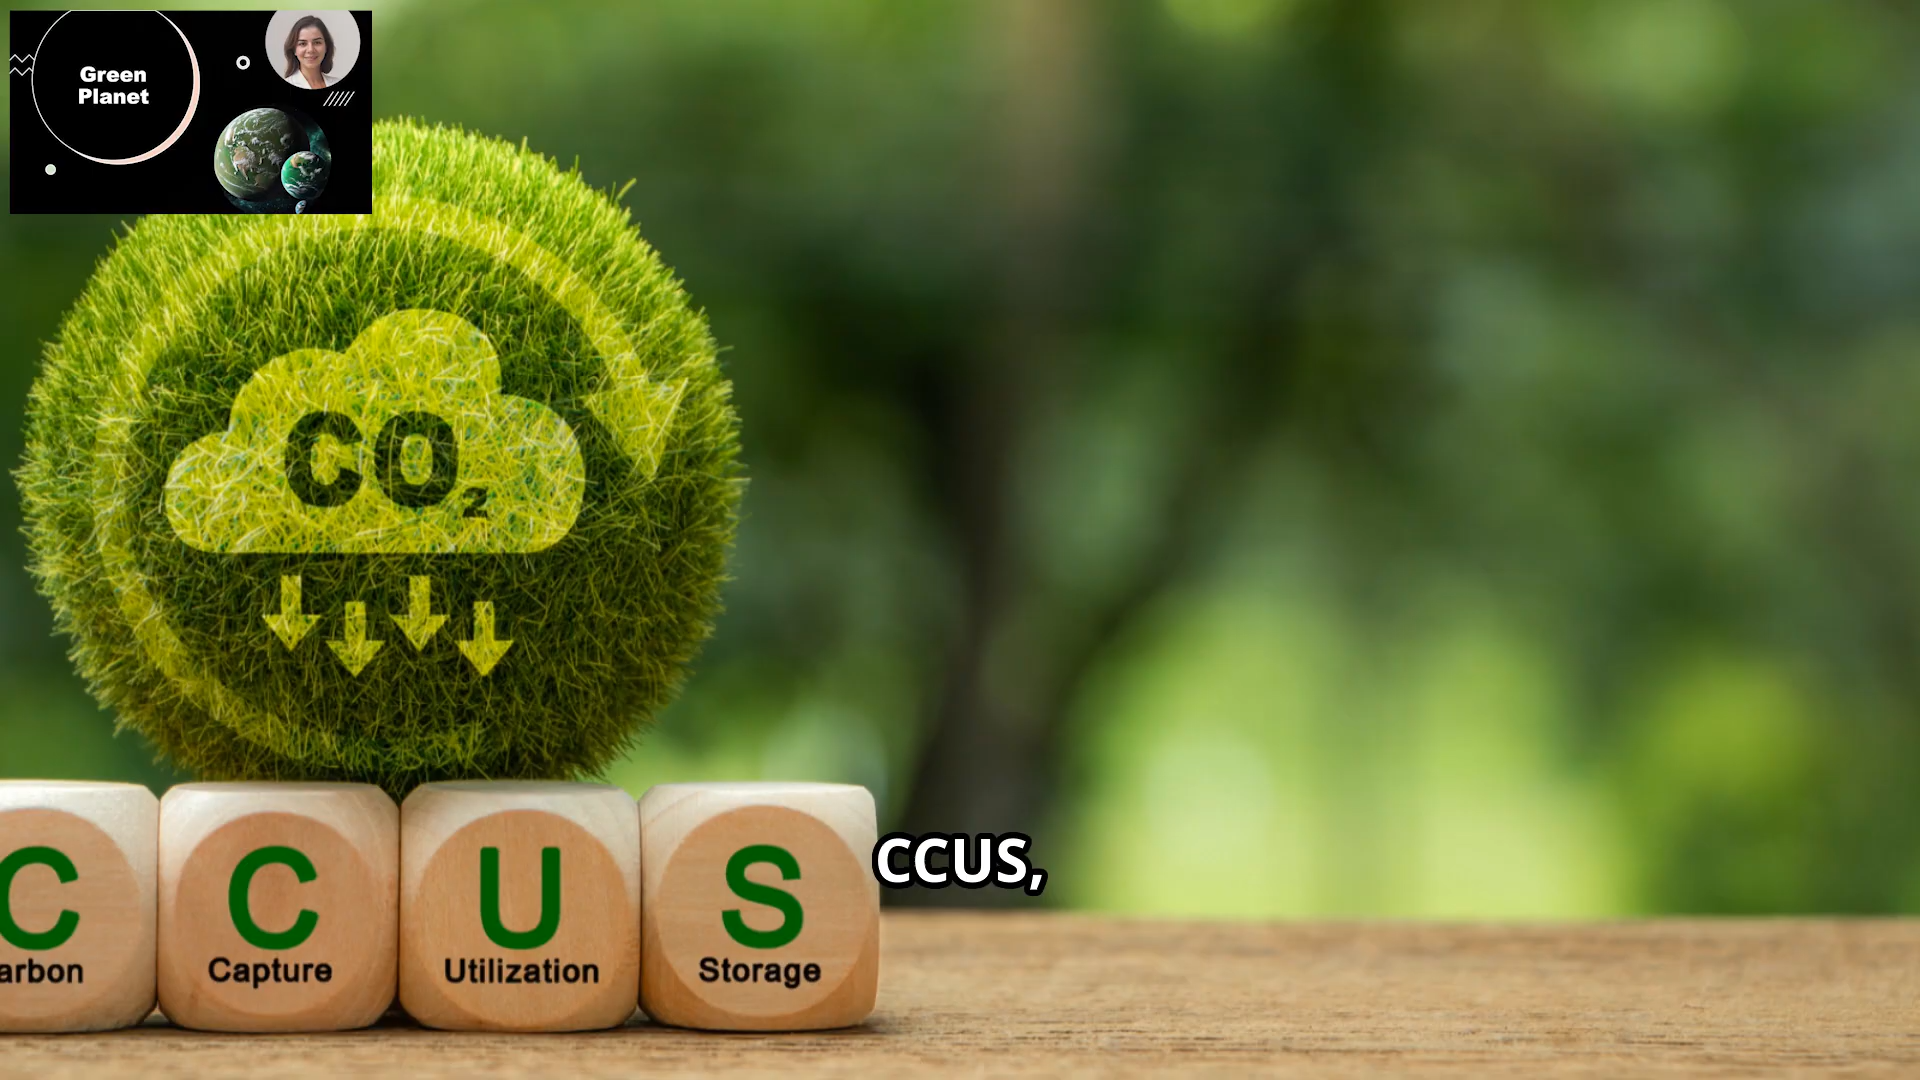 Green
Planet
CO₂
C C U S
arbon Capture Utilization Storage
CCUS,